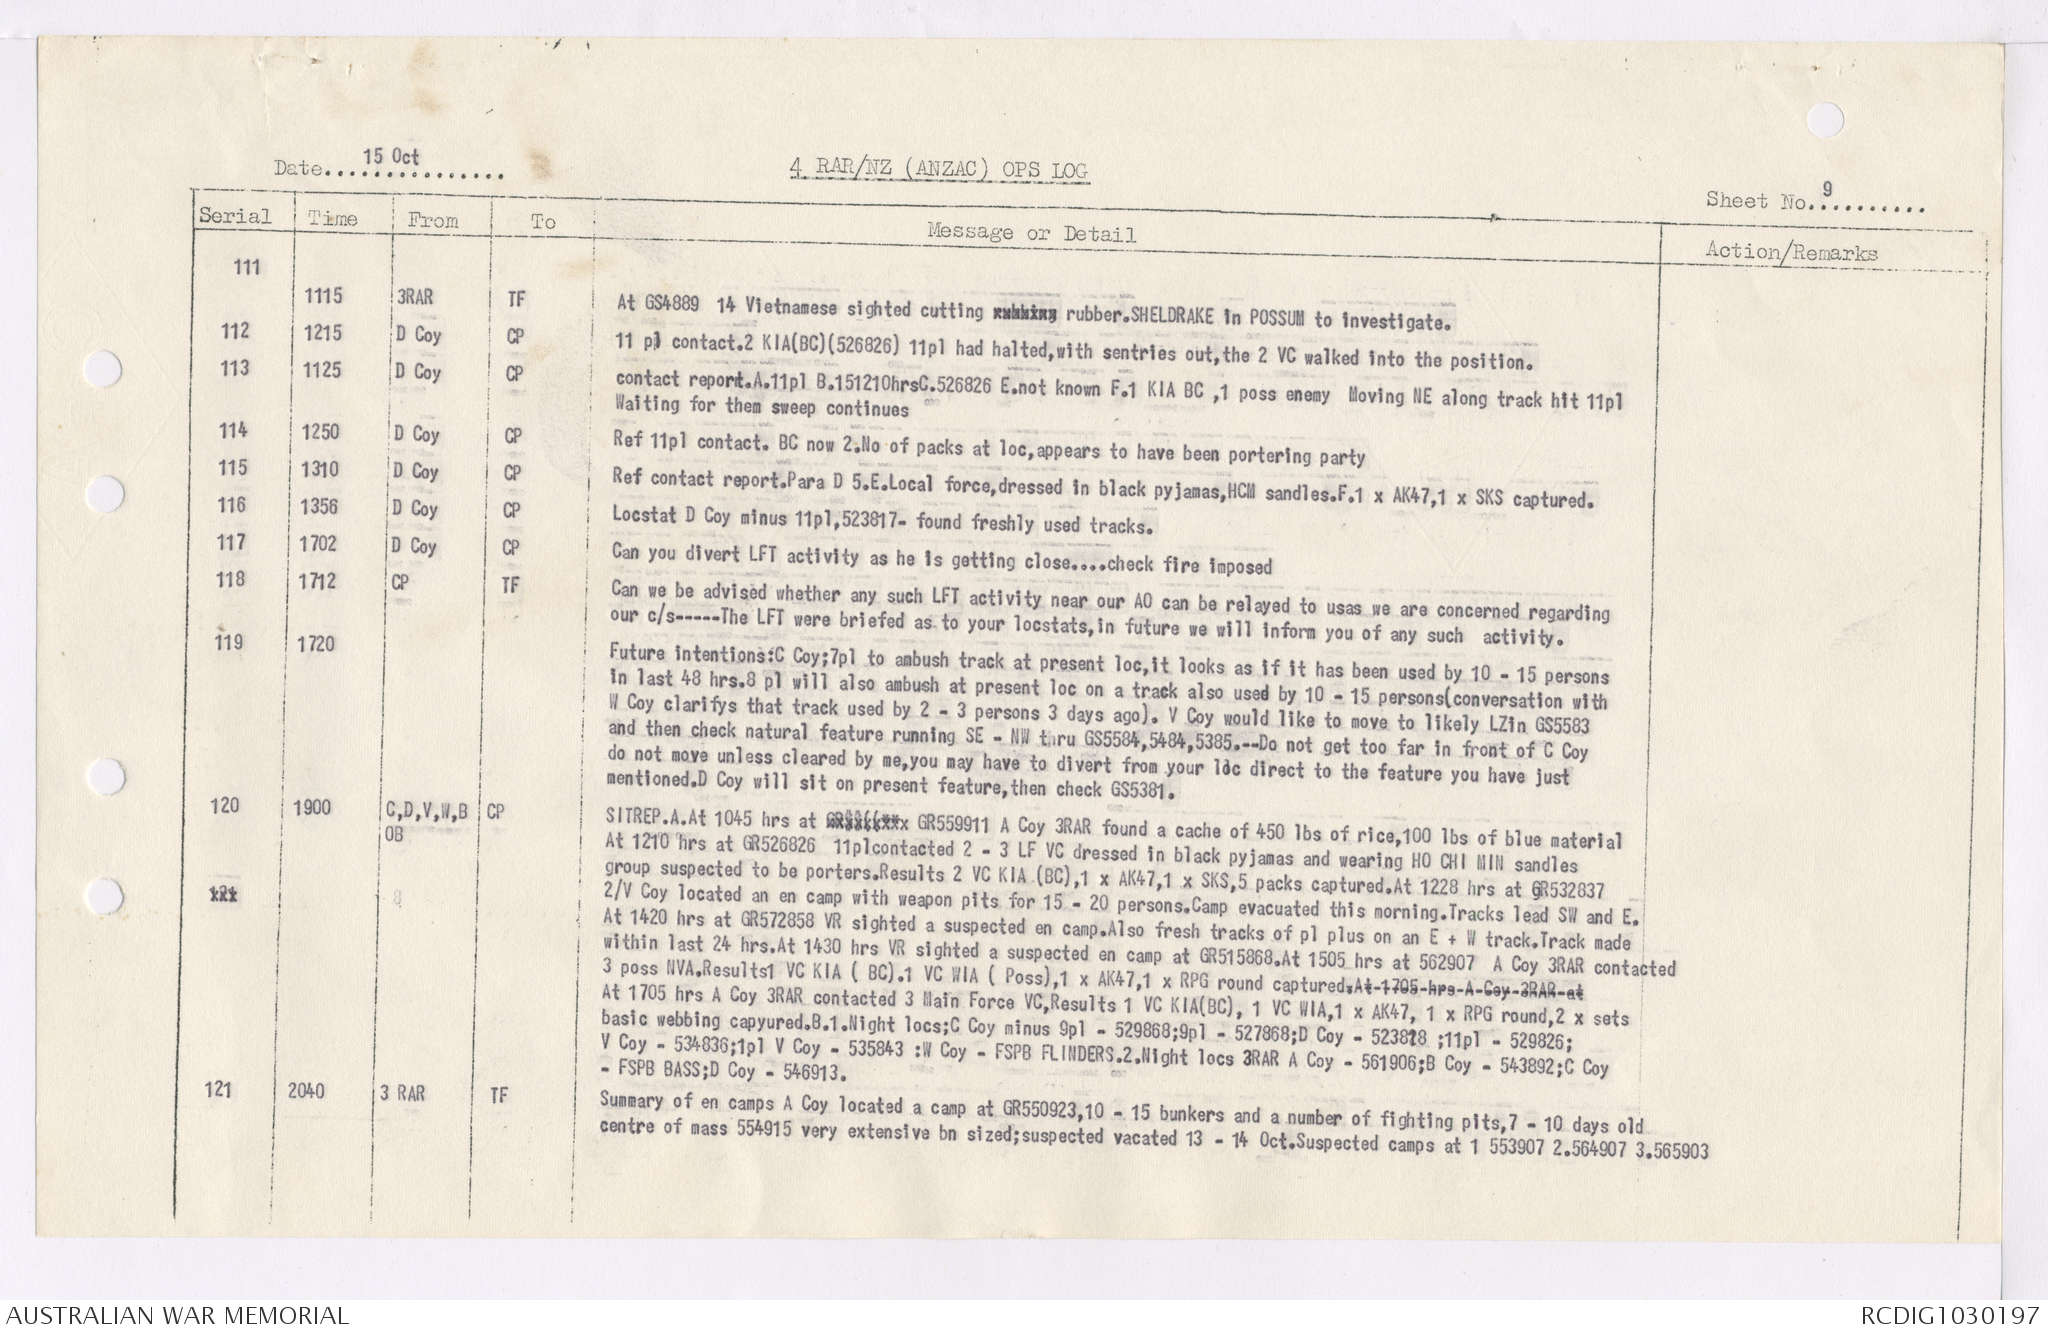 Date.. 15 Oct ..............
4 RAR/NZ (ANZAC) OPS LOG
Sheet No. 9 ..........
Serial Time From To Message or Detail Action/Remarks
111
1115 3RAR TF At GS4889 14 Vietnamese sighted cutting rubber.SHELDRAKE in POSSUM to investigate.
112 1215 D Coy CP 11 pl contact.2 KIA(BC)(526826) 11pl had halted,with sentries out,the 2 VC walked into the position.
113 1125 D Coy CP contact report.A.11pl B.151210hrsC.526826 E.not known F.1 KIA BC ,1 poss enemy Moving NE along track hit 11pl
Waiting for them sweep continues
114 1250 D Coy CP Ref 11pl contact. BC now 2.No of packs at loc,appears to have been portering party
115 1310 D Coy CP Ref contact report.Para D 5.E.Local force,dressed in black pyjamas,HCM sandles.F.1 x AK47,1 x SKS captured.
116 1356 D Coy CP Locstat D Coy minus 11pl,523817- found freshly used tracks.
117 1702 D Coy CP Can you divert LFT activity as he is getting close....check fire imposed
118 1712 CP TF Can we be advised whether any such LFT activity near our AO can be relayed to usas we are concerned regarding
our c/s-----The LFT were briefed as to your locstats,in future we will inform you of any such activity.
119 1720 Future intentions:C Coy;7pl to ambush track at present loc,it looks as if it has been used by 10 - 15 persons
in last 48 hrs.8 pl will also ambush at present loc on a track also used by 10 - 15 persons(conversation with
W Coy clarifys that track used by 2 - 3 persons 3 days ago). V Coy would like to move to likely LZin GS5583
and then check natural feature running SE - NW thru GS5584,5484,5385.--Do not get too far in front of C Coy
do not move unless cleared by me,you may have to divert from your loc direct to the feature you have just
mentioned.D Coy will sit on present feature,then check GS5381.
120 1900 C,D,V,W,B CP SITREP.A.At 1045 hrs at GR559911 A Coy 3RAR found a cache of 450 lbs of rice,100 lbs of blue material
OB At 1210 hrs at GR526826 11plcontacted 2 - 3 LF VC dressed in black pyjamas and wearing HO CHI MIN sandles
group suspected to be porters.Results 2 VC KIA (BC),1 x AK47,1 x SKS,5 packs captured.At 1228 hrs at GR532837
xxx 8 2/V Coy located an en camp with weapon pits for 15 - 20 persons.Camp evacuated this morning.Tracks lead SW and E.
At 1420 hrs at GR572858 VR sighted a suspected en camp.Also fresh tracks of pl plus on an E + W track.Track made
within last 24 hrs.At 1430 hrs VR sighted a suspected en camp at GR515868.At 1505 hrs at 562907 A Coy 3RAR contacted
3 poss NVA.Results1 VC KIA ( BC).1 VC WIA ( Poss),1 x AK47,1 x RPG round captured.At 1705 hrs A Coy 3RAR at
At 1705 hrs A Coy 3RAR contacted 3 Main Force VC,Results 1 VC KIA(BC), 1 VC WIA,1 x AK47, 1 x RPG round,2 x sets
basic webbing capyured.B.1.Night locs;C Coy minus 9pl - 529868;9pl - 527868;D Coy - 523818 ;11pl - 529826;
V Coy - 534836;1pl V Coy - 535843 :W Coy - FSPB FLINDERS.2.Night locs 3RAR A Coy - 561906;B Coy - 543892;C Coy
- FSPB BASS;D Coy - 546913.
121 2040 3 RAR TF Summary of en camps A Coy located a camp at GR550923,10 - 15 bunkers and a number of fighting pits,7 - 10 days old
centre of mass 554915 very extensive bn sized;suspected vacated 13 - 14 Oct.Suspected camps at 1 553907 2.564907 3.565903
AUSTRALIAN WAR MEMORIAL
RCDIG1030197